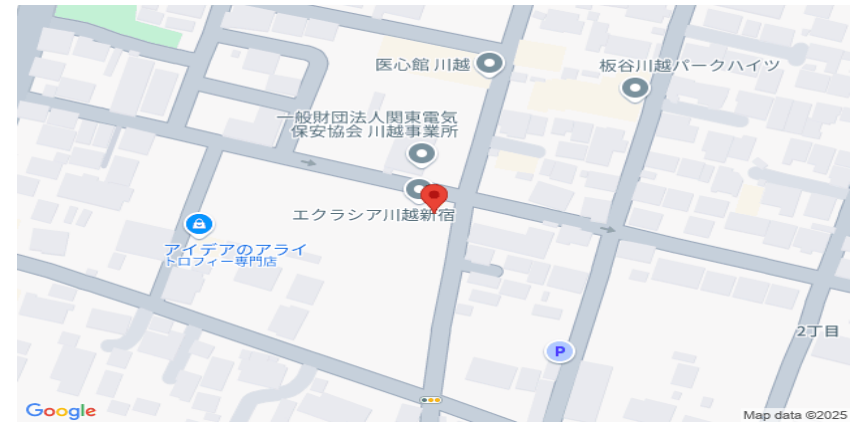 医心館 川越
板谷川越パークハイツ
一般財団法人関東電気
保安協会 川越事業所
エクラシア川越新宿
アイデアのアライ
トロフィー専門店
2丁目
P
Google
Map data ©2025